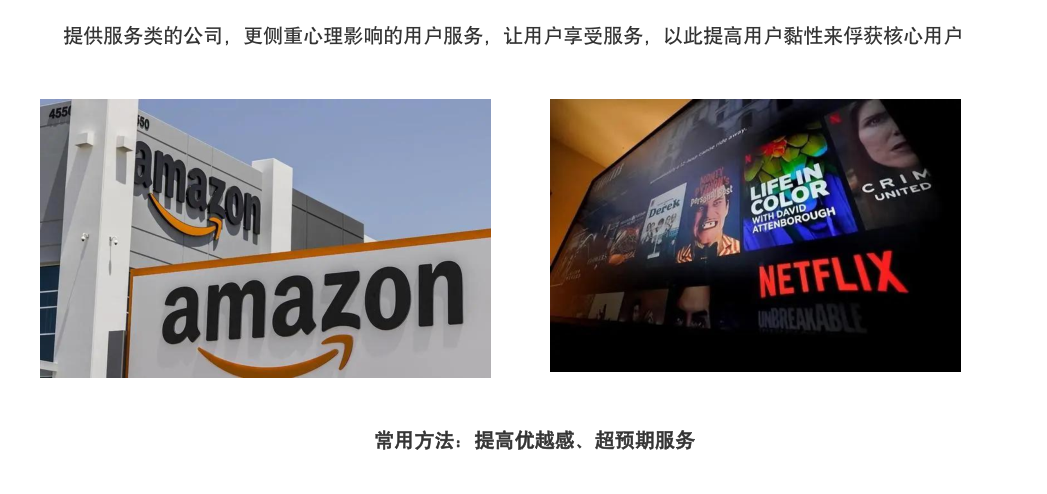 提供服务类的公司，更侧重心理影响的用户服务，让用户享受服务，以此提高用户黏性来俘获核心用户
amazon
amazon
Derek
LIFE IN
COLOR
WITH DAVID
ATTENBOROUGH
CRIM
UNITED
NETFLIX
UNBREAKABLE
常用方法：提高优越感、超预期服务